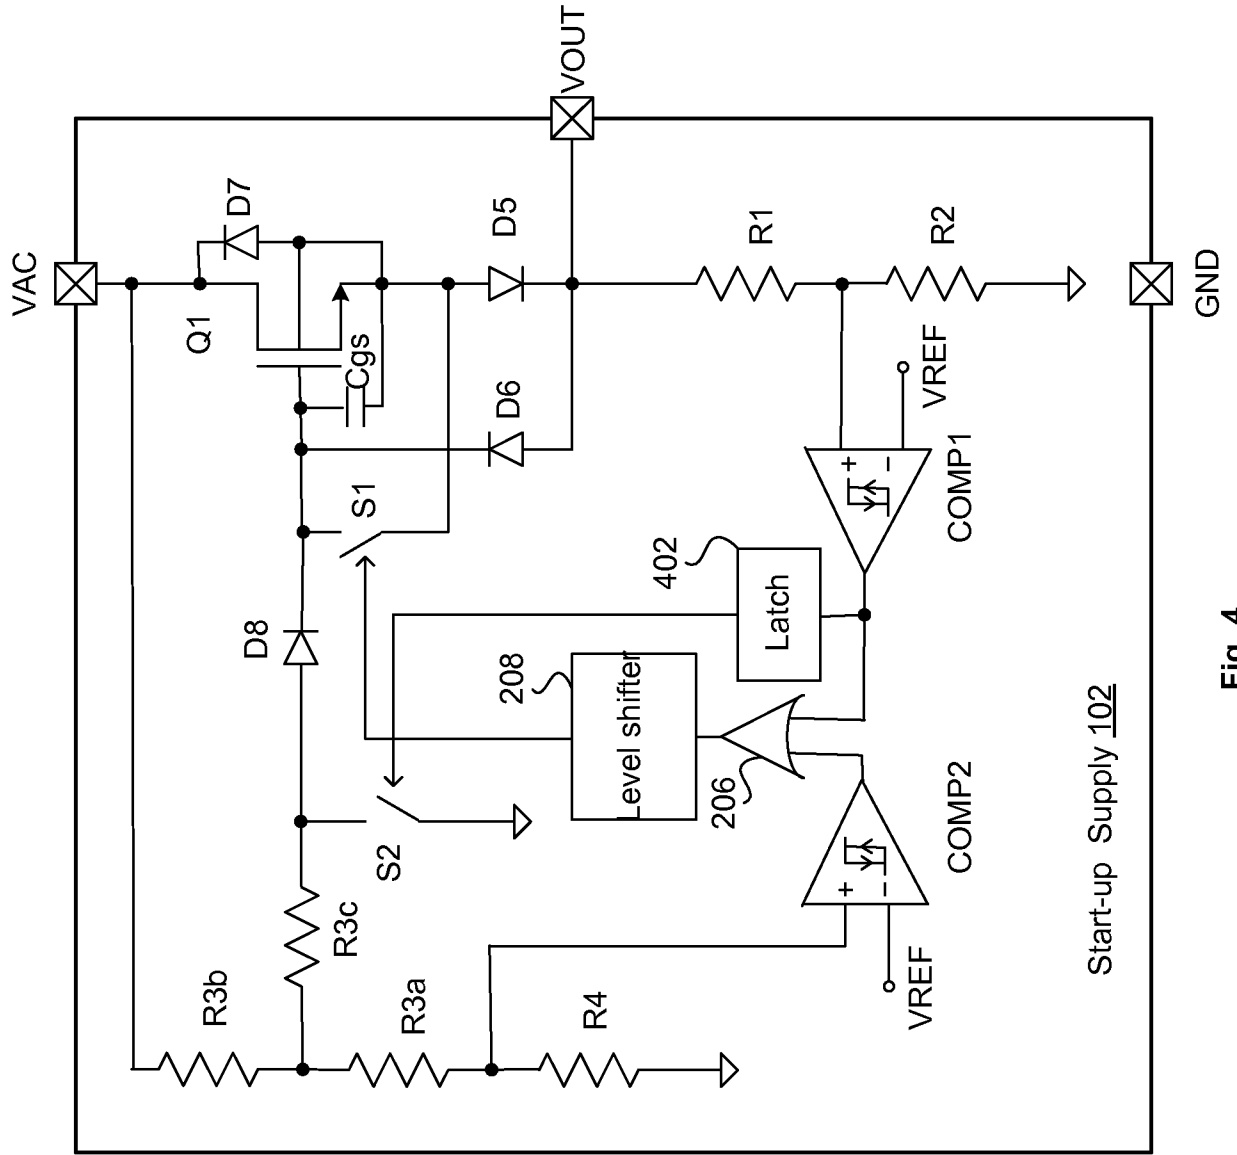 VAC
VOUT
D7
Q1
Cgs
D5
D6
R1
R2
VREF
GND
S1
+
−
COMP1
402
Latch
D8
208
Level shifter
206
S2
COMP2
+
−
R3c
R3b
R3a
R4
VREF
Start-up Supply 102
Fig. 4